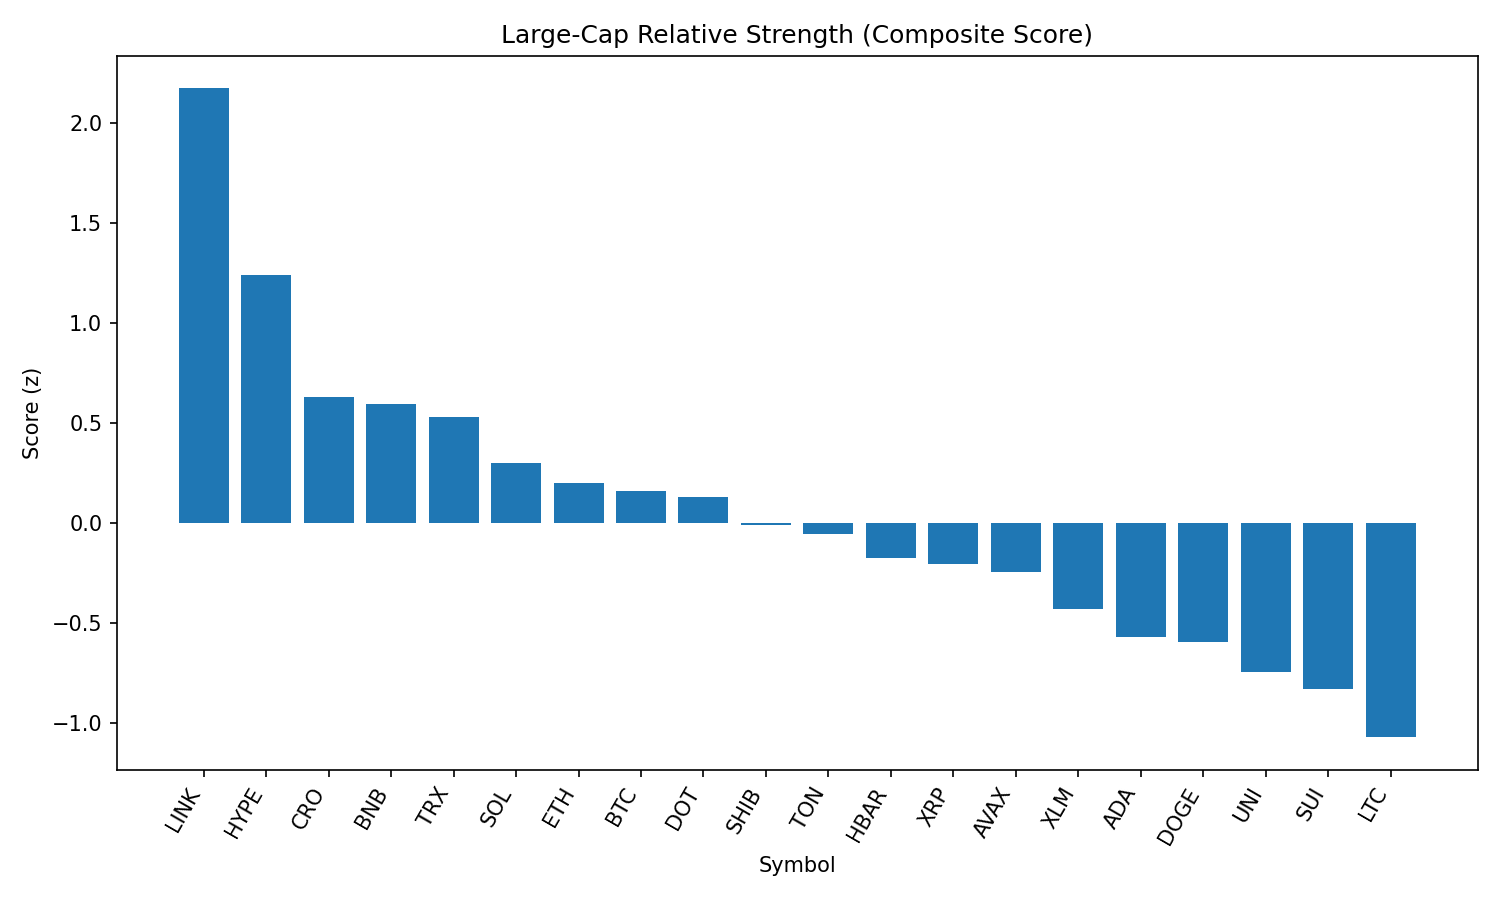 Large-Cap Relative Strength (Composite Score)
Score (z)
2.0
1.5
1.0
0.5
0.0
−0.5
−1.0
LINK
HYPE
CRO
BNB
TRX
SOL
ETH
BTC
DOT
SHIB
TON
HBAR
XRP
AVAX
XLM
ADA
DOGE
UNI
SUI
LTC
Symbol